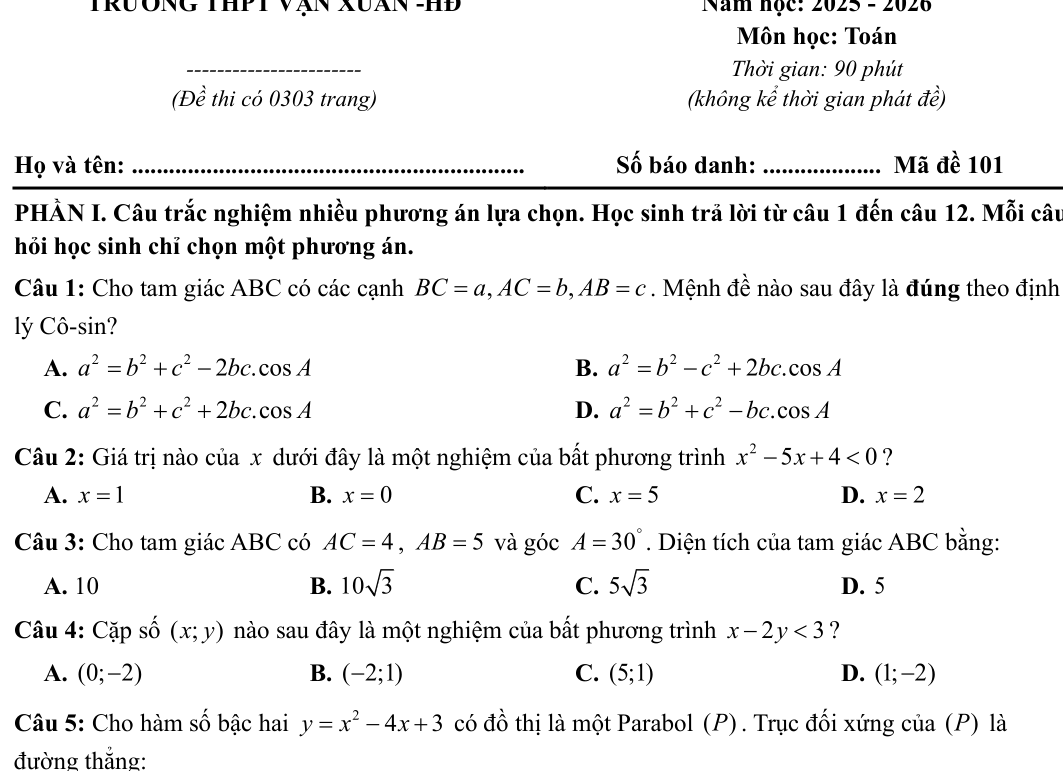 TRƯỜNG THPT VẠN XUÂN -HĐ
Năm học: 2025 - 2026
Môn học: Toán
-----------------------
Thời gian: 90 phút
(Đề thi có 0303 trang)
(không kể thời gian phát đề)
Họ và tên: ................................................................. Số báo danh: .................... Mã đề 101
PHẦN I. Câu trắc nghiệm nhiều phương án lựa chọn. Học sinh trả lời từ câu 1 đến câu 12. Mỗi câu
hỏi học sinh chỉ chọn một phương án.
Câu 1: Cho tam giác ABC có các cạnh BC = a, AC = b, AB = c. Mệnh đề nào sau đây là đúng theo định
lý Cô-sin?
A. a² = b² + c² − 2bc.cos A B. a² = b² − c² + 2bc.cos A
C. a² = b² + c² + 2bc.cos A D. a² = b² + c² − bc.cos A
Câu 2: Giá trị nào của x dưới đây là một nghiệm của bất phương trình x² − 5x + 4 < 0 ?
A. x = 1 B. x = 0 C. x = 5 D. x = 2
Câu 3: Cho tam giác ABC có AC = 4, AB = 5 và góc A = 30°. Diện tích của tam giác ABC bằng:
A. 10 B. 10√3 C. 5√3 D. 5
Câu 4: Cặp số (x; y) nào sau đây là một nghiệm của bất phương trình x − 2y < 3 ?
A. (0;−2) B. (−2;1) C. (5;1) D. (1;−2)
Câu 5: Cho hàm số bậc hai y = x² − 4x + 3 có đồ thị là một Parabol (P). Trục đối xứng của (P) là
đường thẳng: